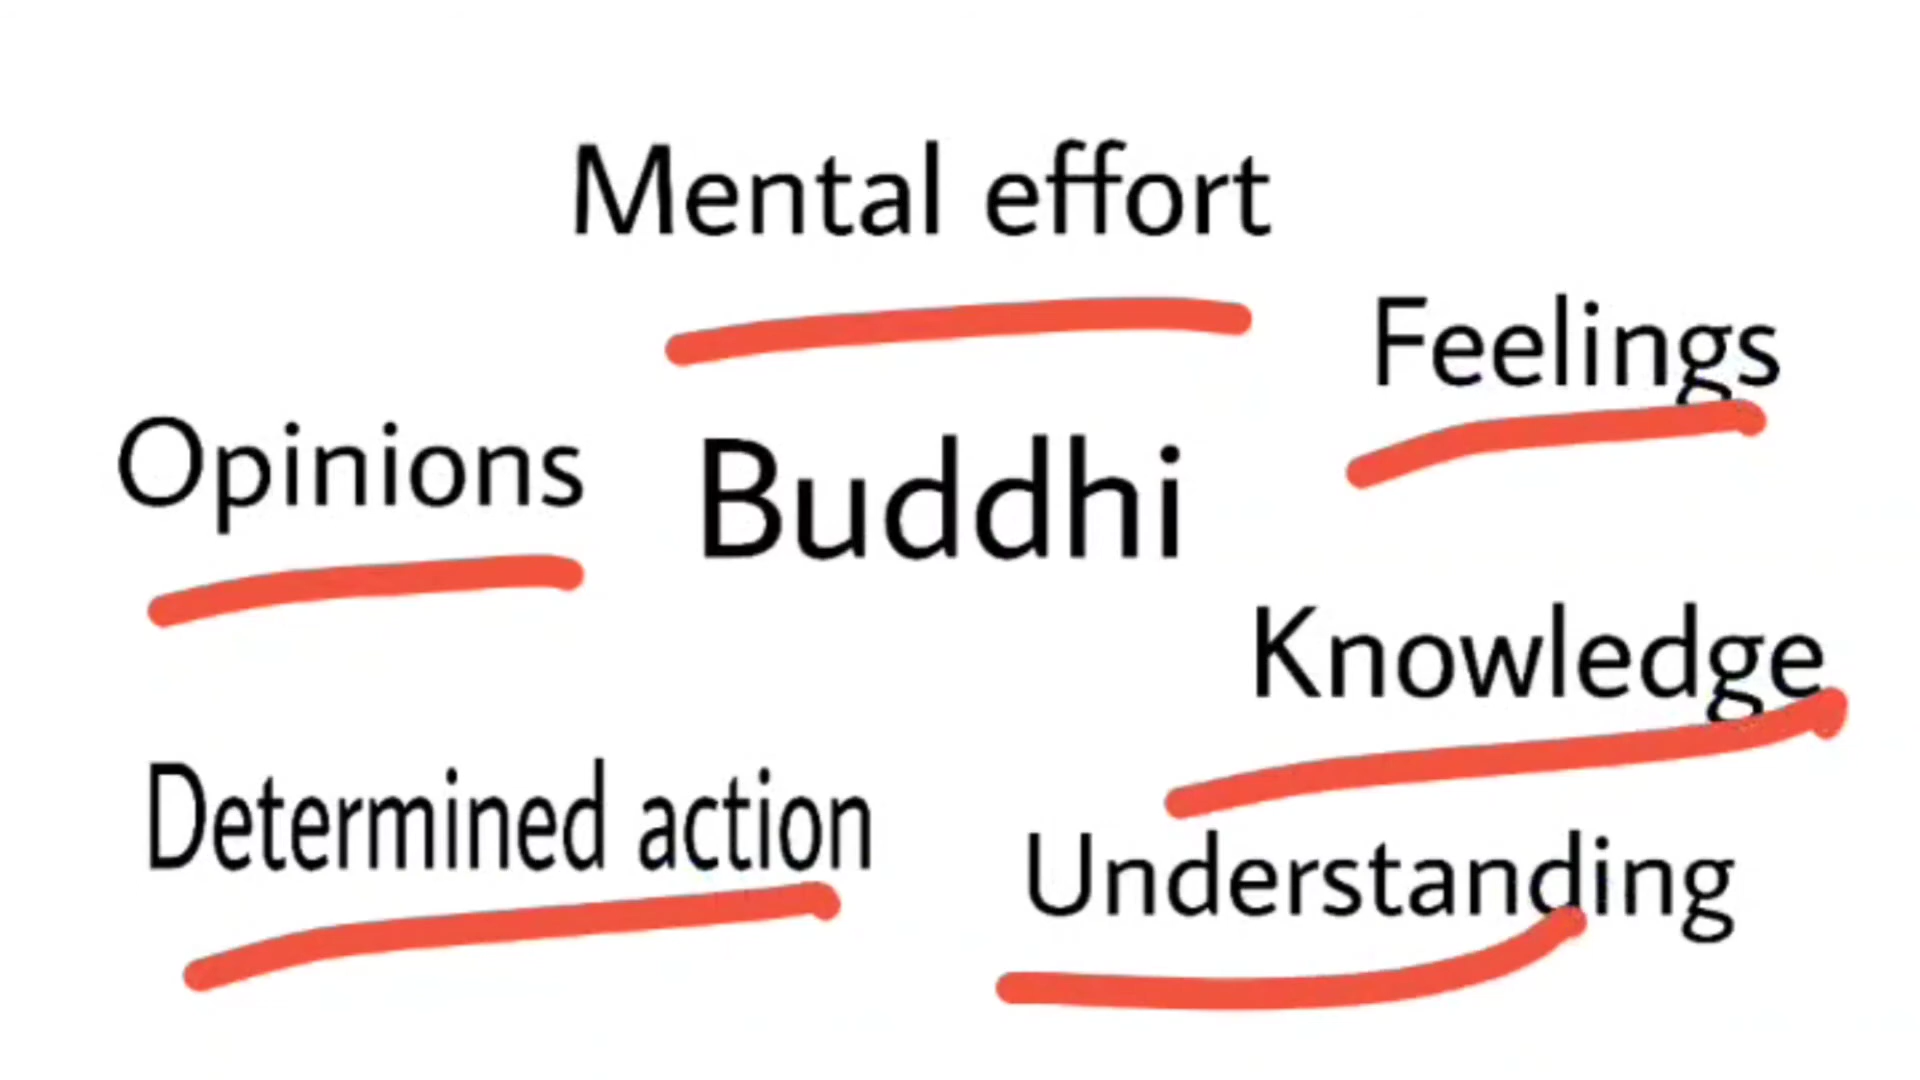 Mental effort
Feelings
Opinions
Buddhi
Knowledge
Determined action
Understanding